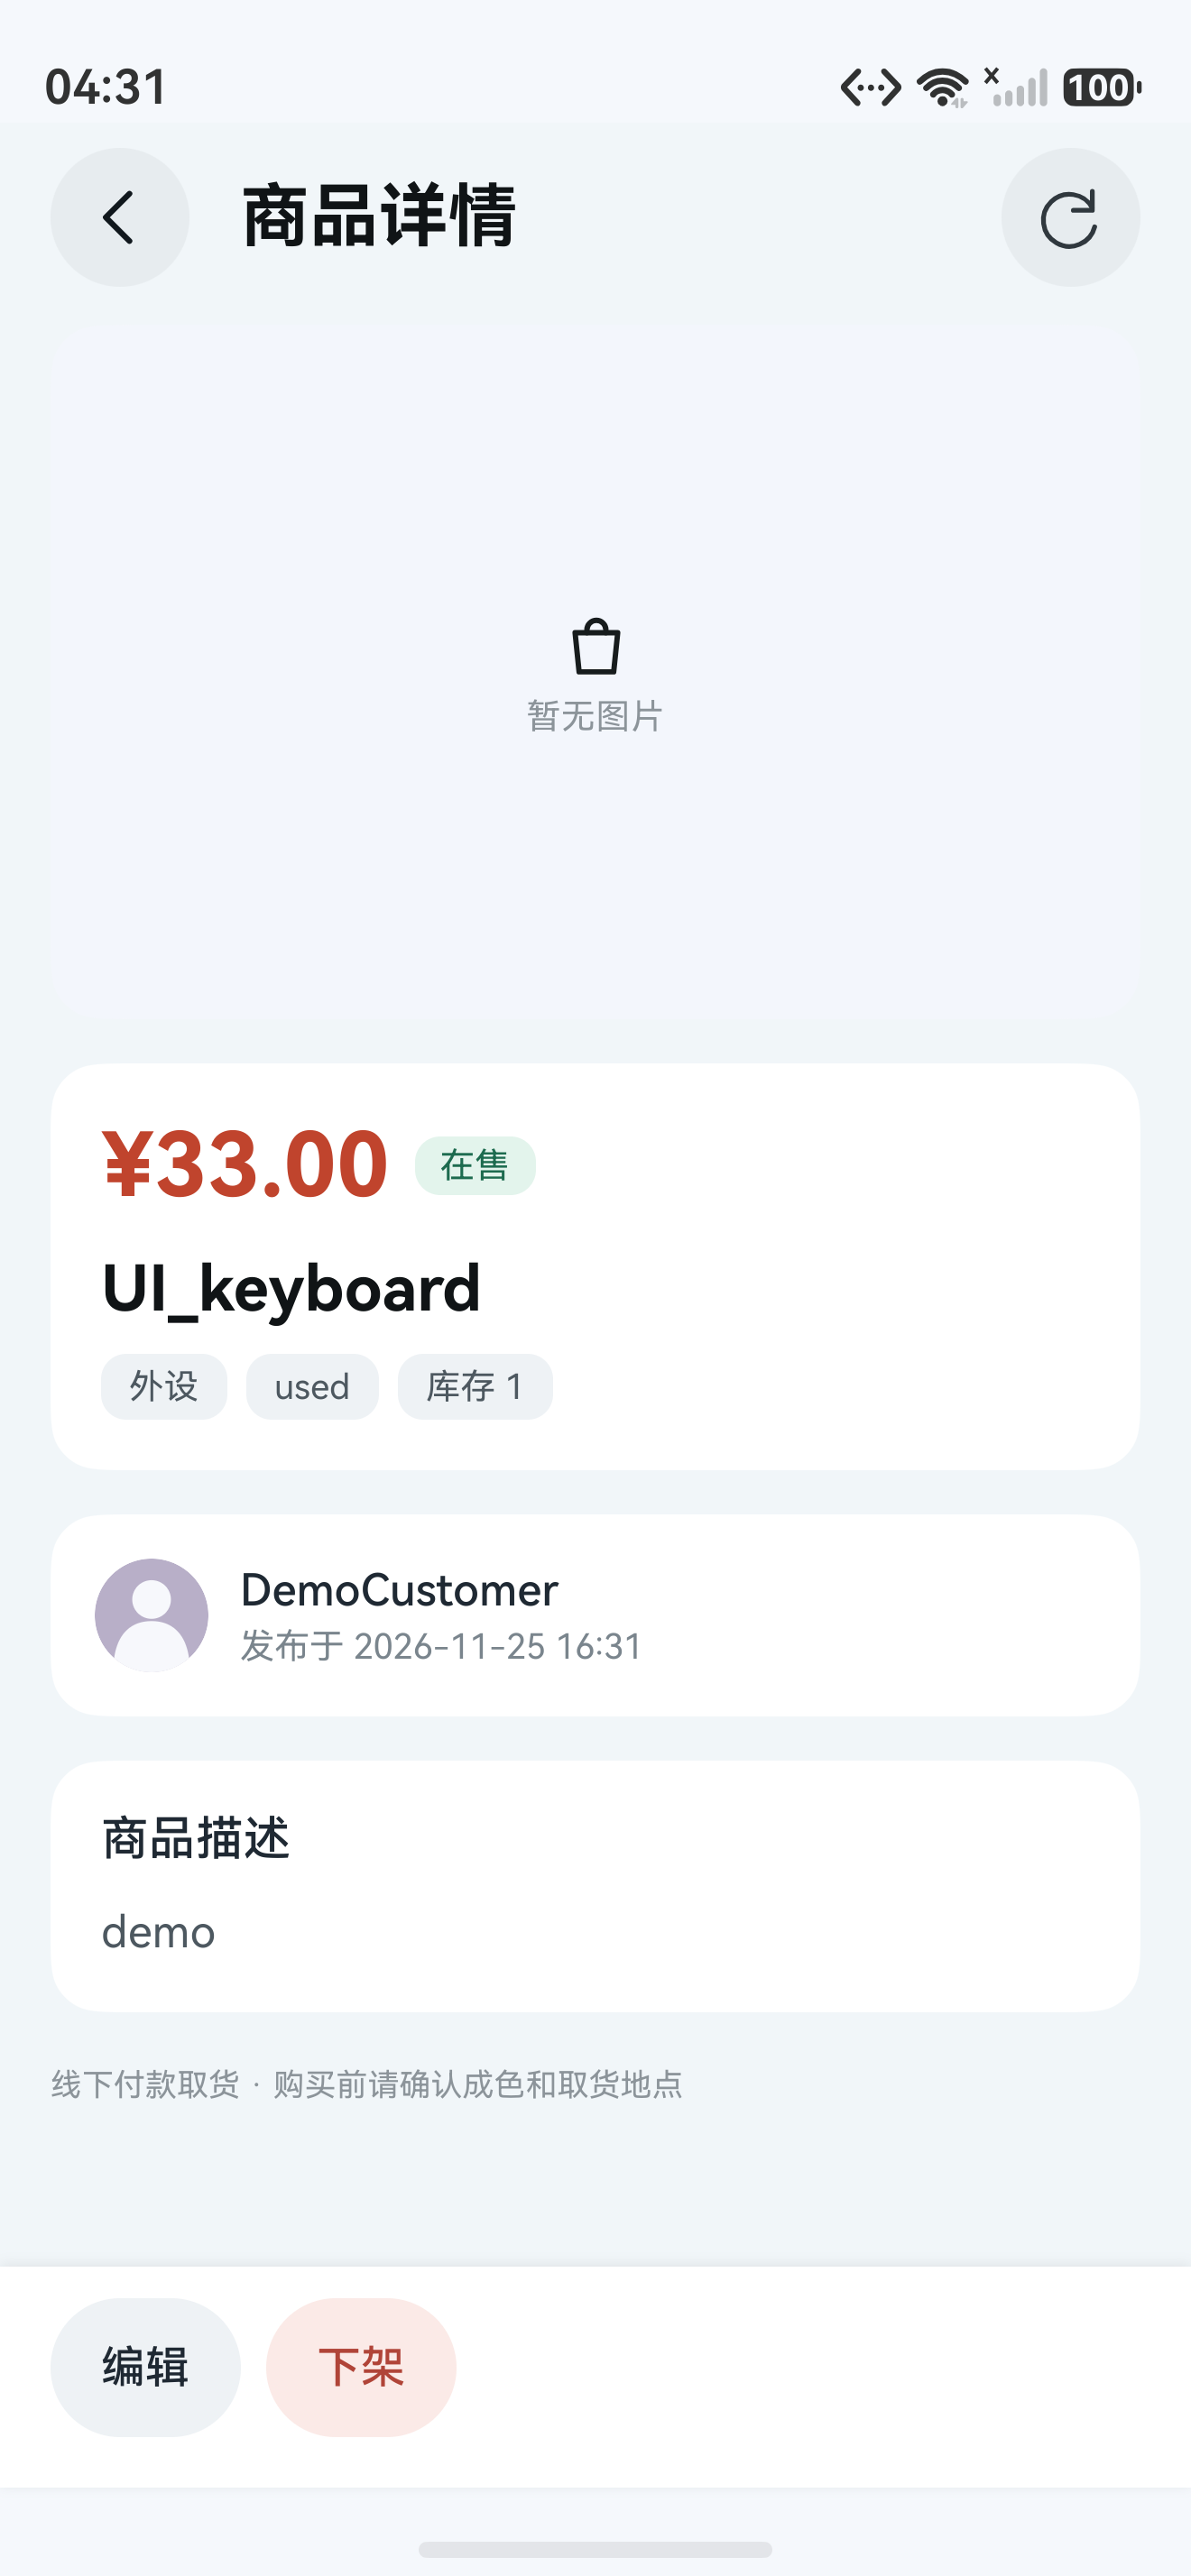 04:31
100
商品详情
暂无图片
¥33.00 在售
UI_keyboard
外设 used 库存 1
DemoCustomer
发布于 2026-11-25 16:31
商品描述
demo
线下付款取货 · 购买前请确认成色和取货地点
编辑 下架